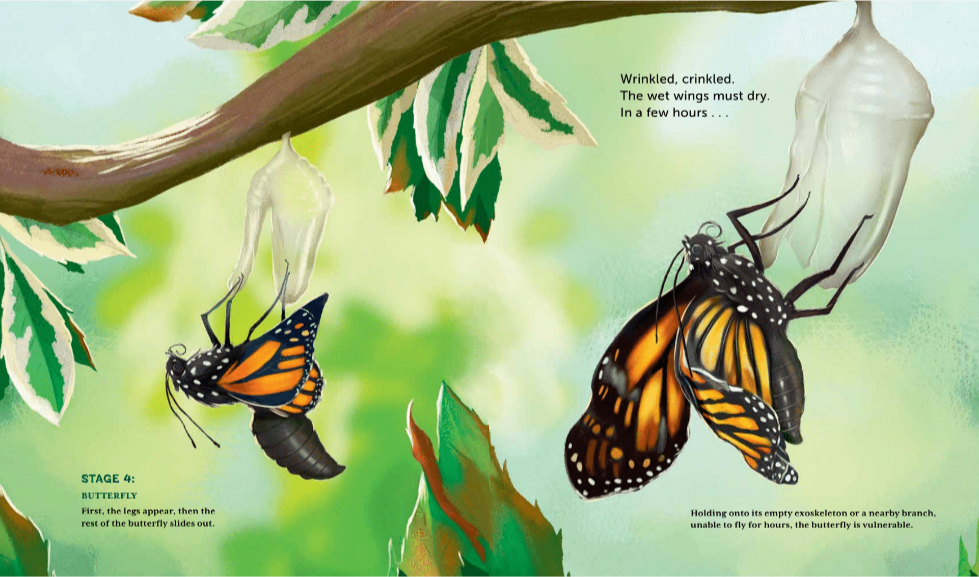 Wrinkled, crinkled.
The wet wings must dry.
In a few hours . . .
STAGE 4:
BUTTERFLY
First, the legs appear, then the
rest of the butterfly slides out.
Holding onto its empty exoskeleton or a nearby branch,
unable to fly for hours, the butterfly is vulnerable.